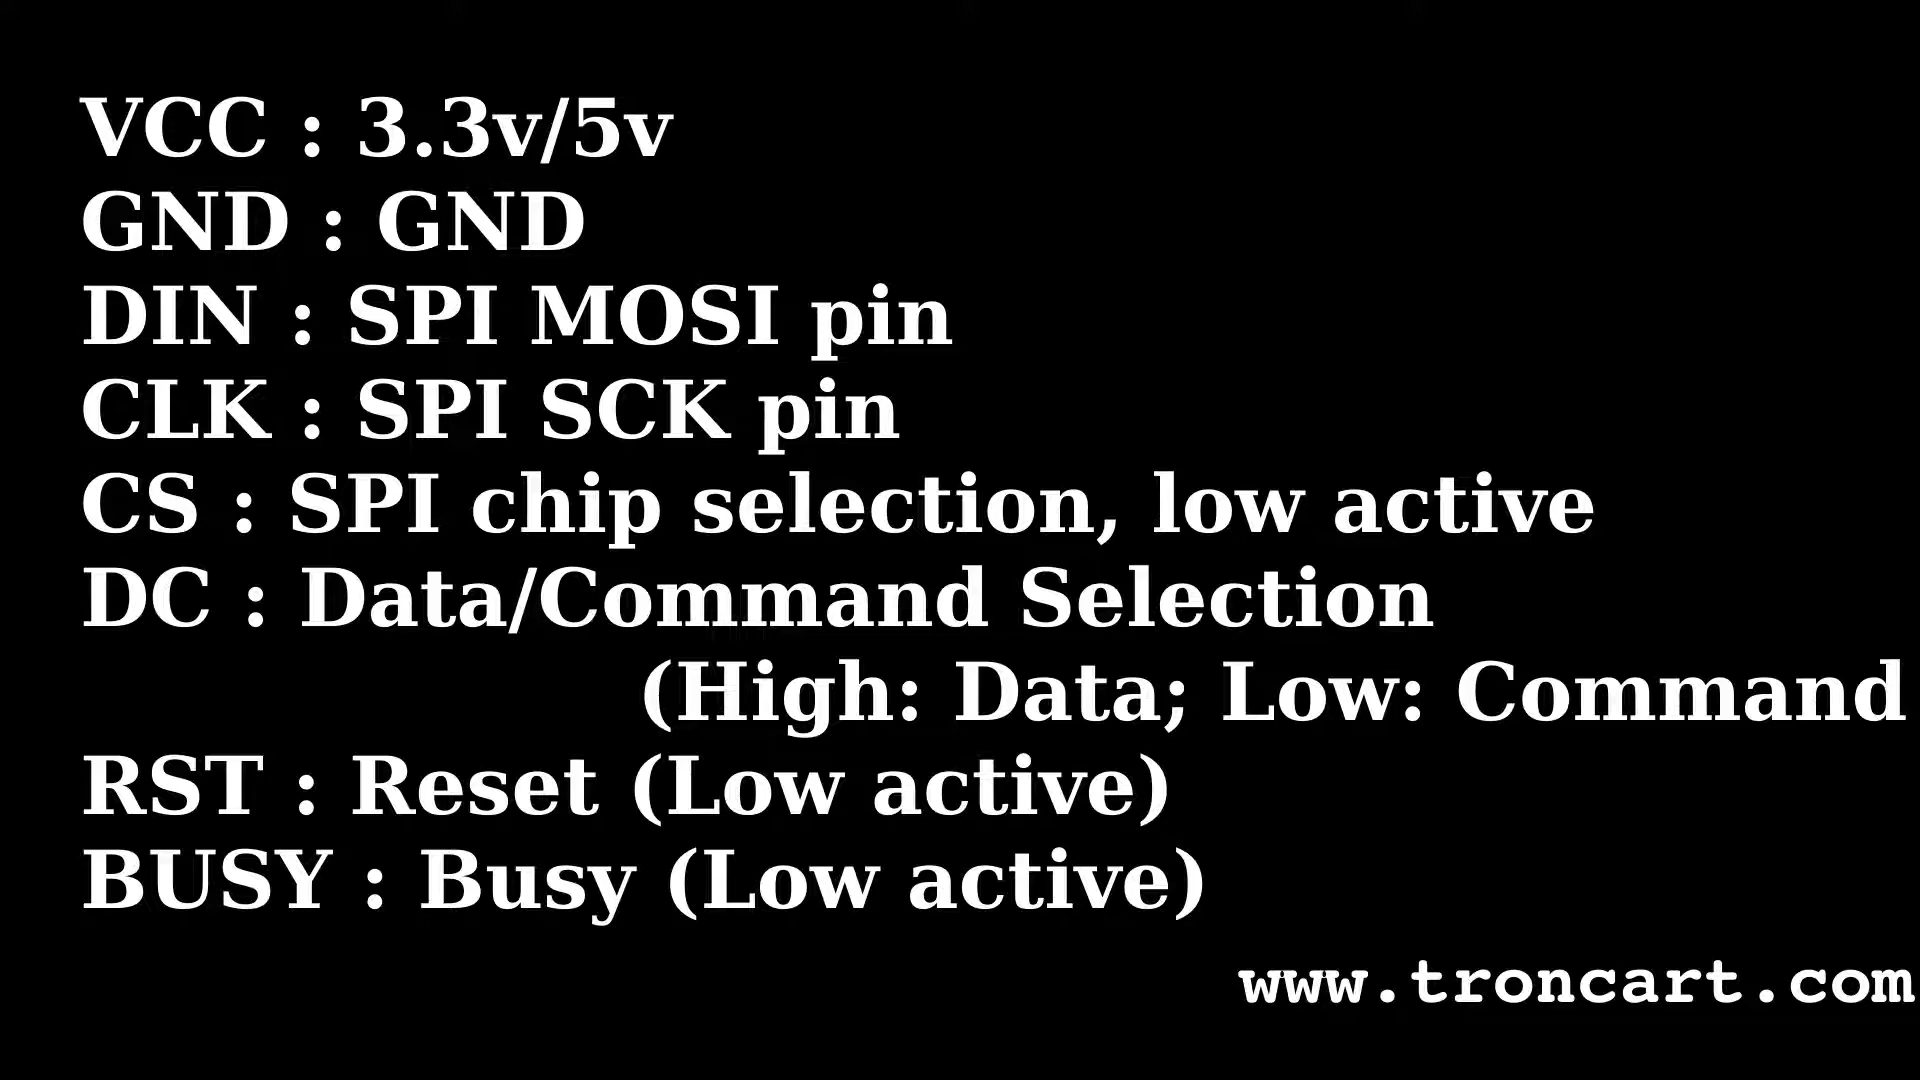 VCC : 3.3v/5v
GND : GND
DIN : SPI MOSI pin
CLK : SPI SCK pin
CS : SPI chip selection, low active
DC : Data/Command Selection
(High: Data; Low: Command
RST : Reset (Low active)
BUSY : Busy (Low active)
www.troncart.com